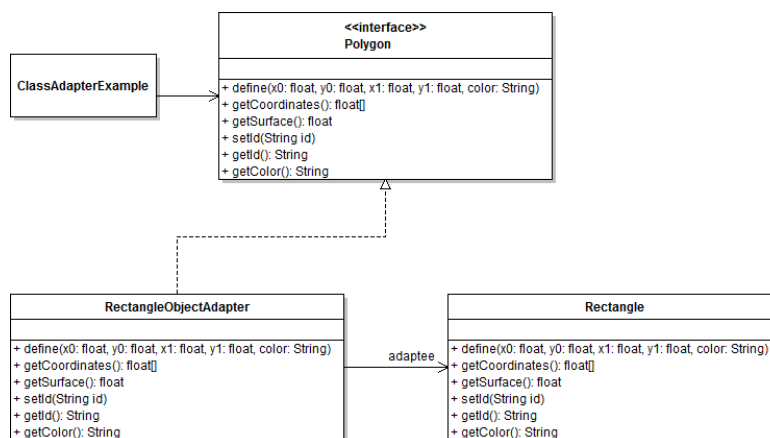 <<interface>>
Polygon
ClassAdapterExample
+ define(x0: float, y0: float, x1: float, y1: float, color: String)
+ getCoordinates(): float[]
+ getSurface(): float
+ setId(String id)
+ getId(): String
+ getColor(): String
RectangleObjectAdapter
+ define(x0: float, y0: float, x1: float, y1: float, color: String)
+ getCoordinates(): float[]
+ getSurface(): float
+ setId(String id)
+ getId(): String
+ getColor(): String
adaptee
Rectangle
+ define(x0: float, y0: float, x1: float, y1: float, color: String)
+ getCoordinates(): float[]
+ getSurface(): float
+ setId(String id)
+ getId(): String
+ getColor(): String